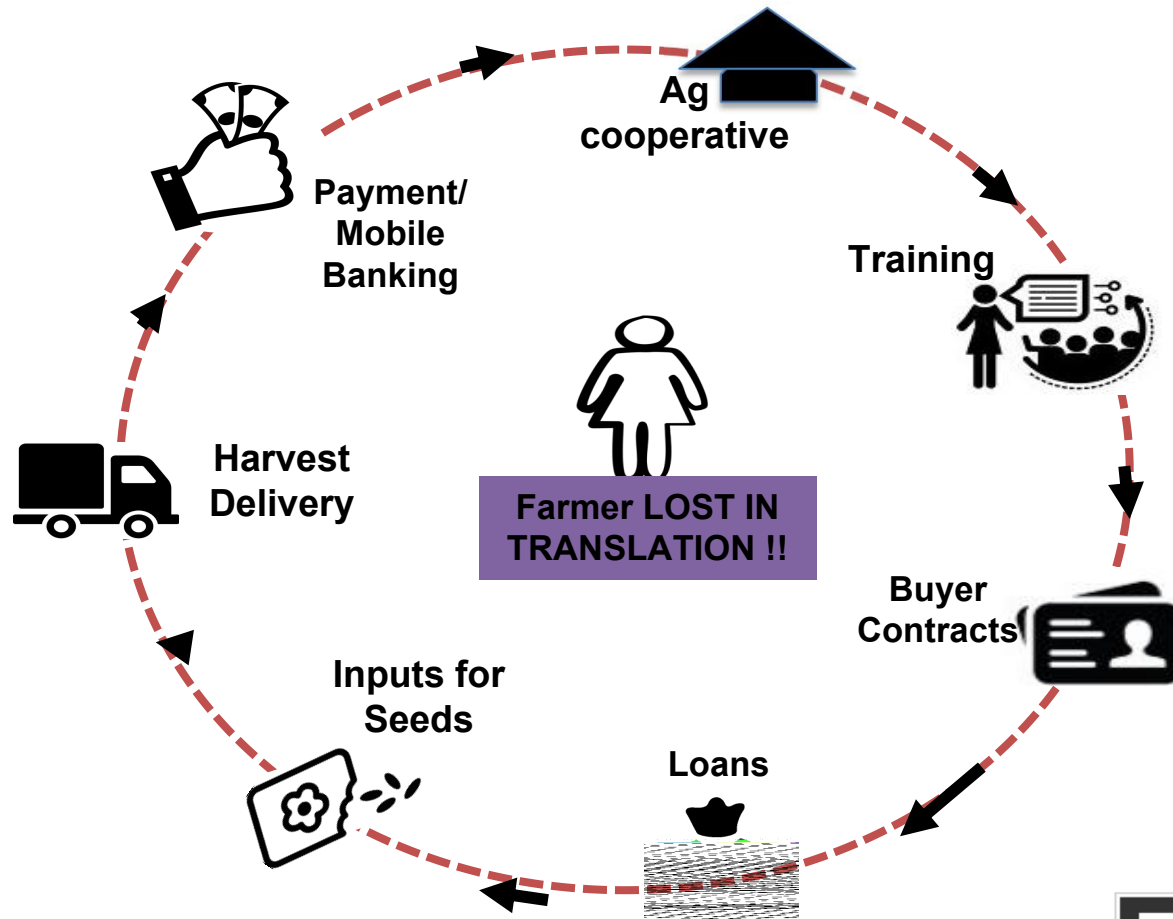 Ag
cooperative
Payment/
Mobile
Banking
Training
Harvest
Delivery
Farmer LOST IN
TRANSLATION !!
Buyer
Contracts
Inputs for
Seeds
Loans